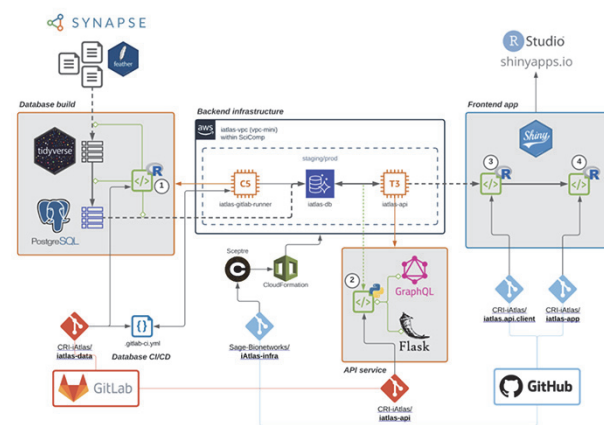 SYNAPSE
feather
R Studio
shinyapps.io
Database build
Backend infrastructure
Frontend app
aws
iatlas-vpc (vpc-mini)
within SciComp
Shiny
tidyverse
staging/prod
R
1
C5
T3
3
R
4
R
iatlas-gitlab-runner
iatlas-db
iatlas-api
PostgreSQL
Sceptre
CloudFormation
2
GraphQL
Flask
.gitlab-ci.yml
CRI-iAtlas/
iatlas-data
Database CI/CD
Sage-Bionetworks/
iAtlas-infra
API service
CRI-iAtlas/
iatlas.api.client
CRI-iAtlas/
iatlas-app
GitLab
GitHub
CRI-iAtlas/
iatlas-api